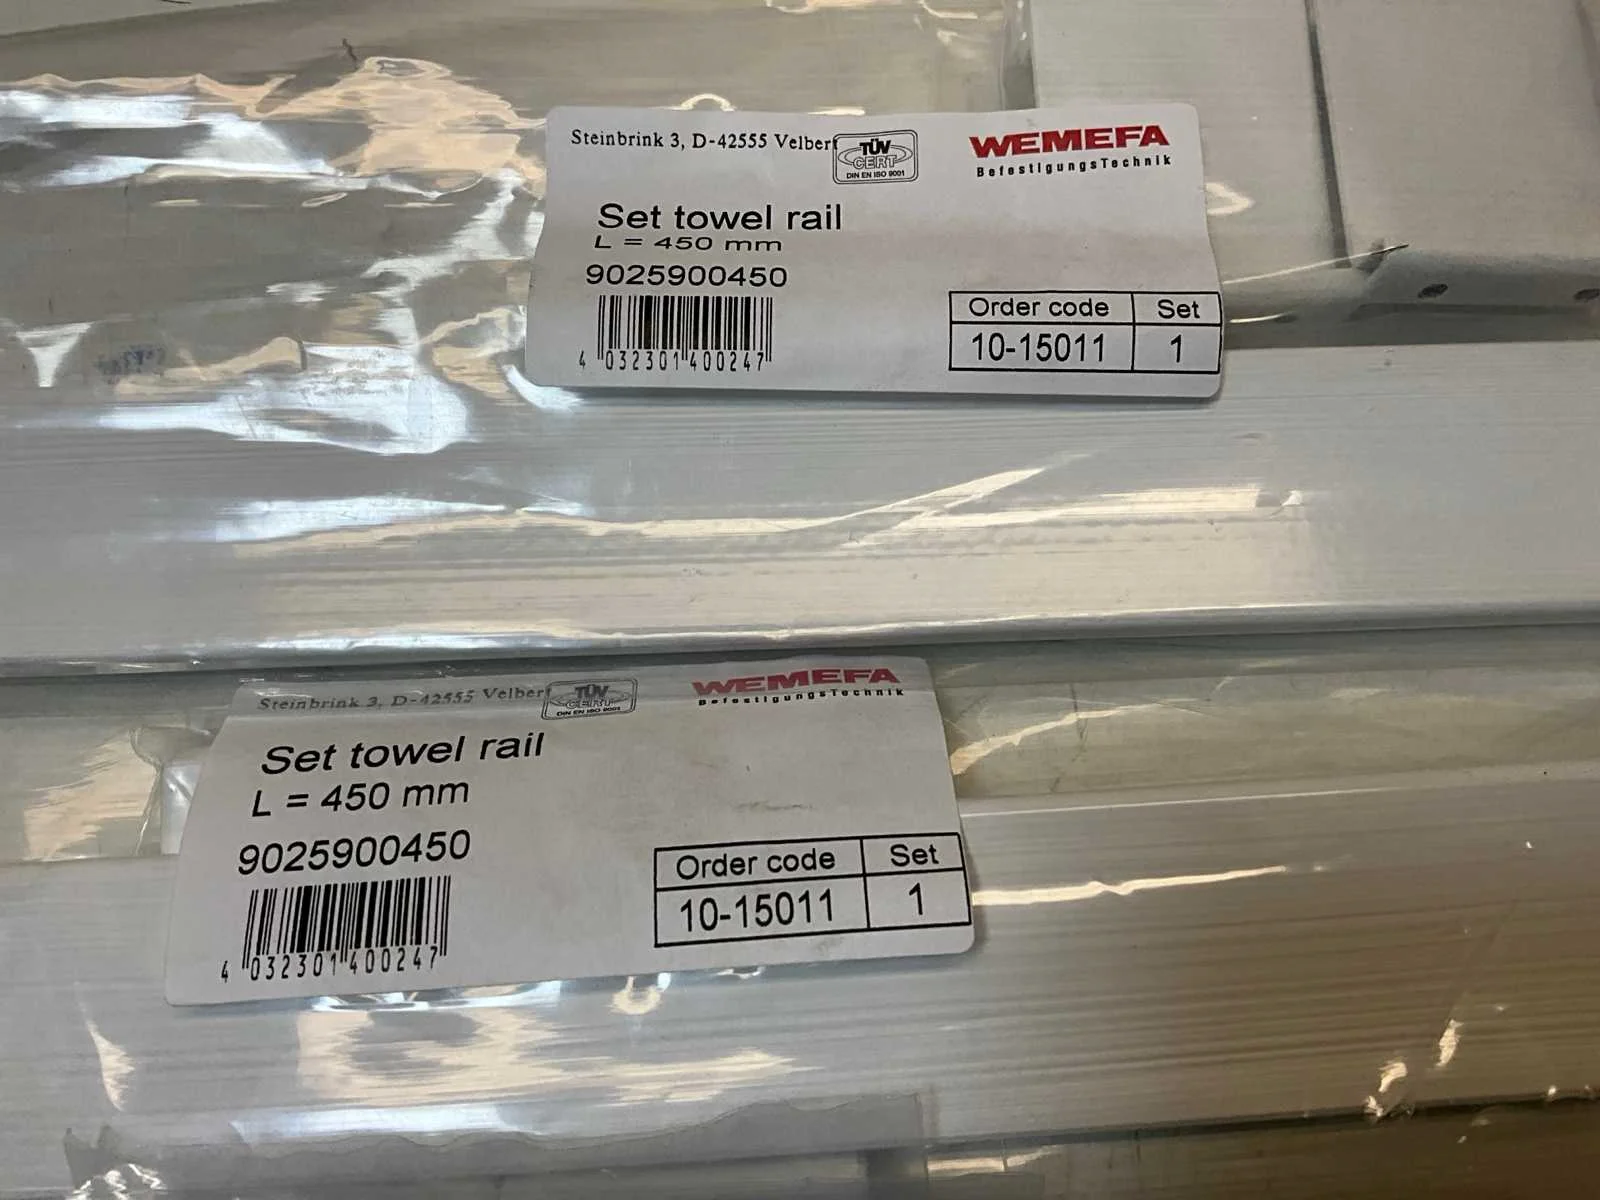 Steinbrink 3, D-42555 Velbert
TÜV
CERT
DIN EN ISO 9001
WEMEFA
BefestigungsTechnik
Set towel rail
L = 450 mm
9025900450
4 032301 400247
Order code Set
10-15011 1
Steinbrink 3, D-42555 Velbert
TÜV
CERT
DIN EN ISO 9001
WEMEFA
BefestigungsTechnik
Set towel rail
L = 450 mm
9025900450
4 032301 400247
Order code Set
10-15011 1